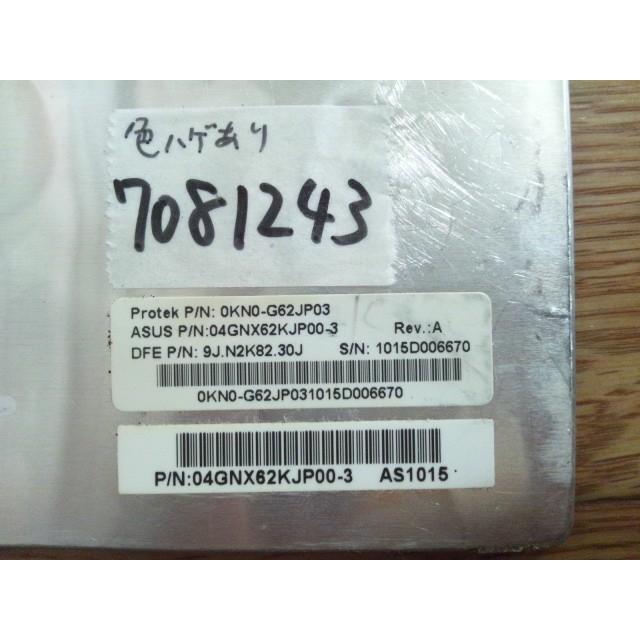 色ハゲあり
7081243
Protek P/N: 0KN0-G62JP03
ASUS P/N:04GNX62KJP00-3 Rev.:A
DFE P/N: 9J.N2K82.30J S/N: 1015D006670
0KN0-G62JP031015D006670
P/N:04GNX62KJP00-3 AS1015